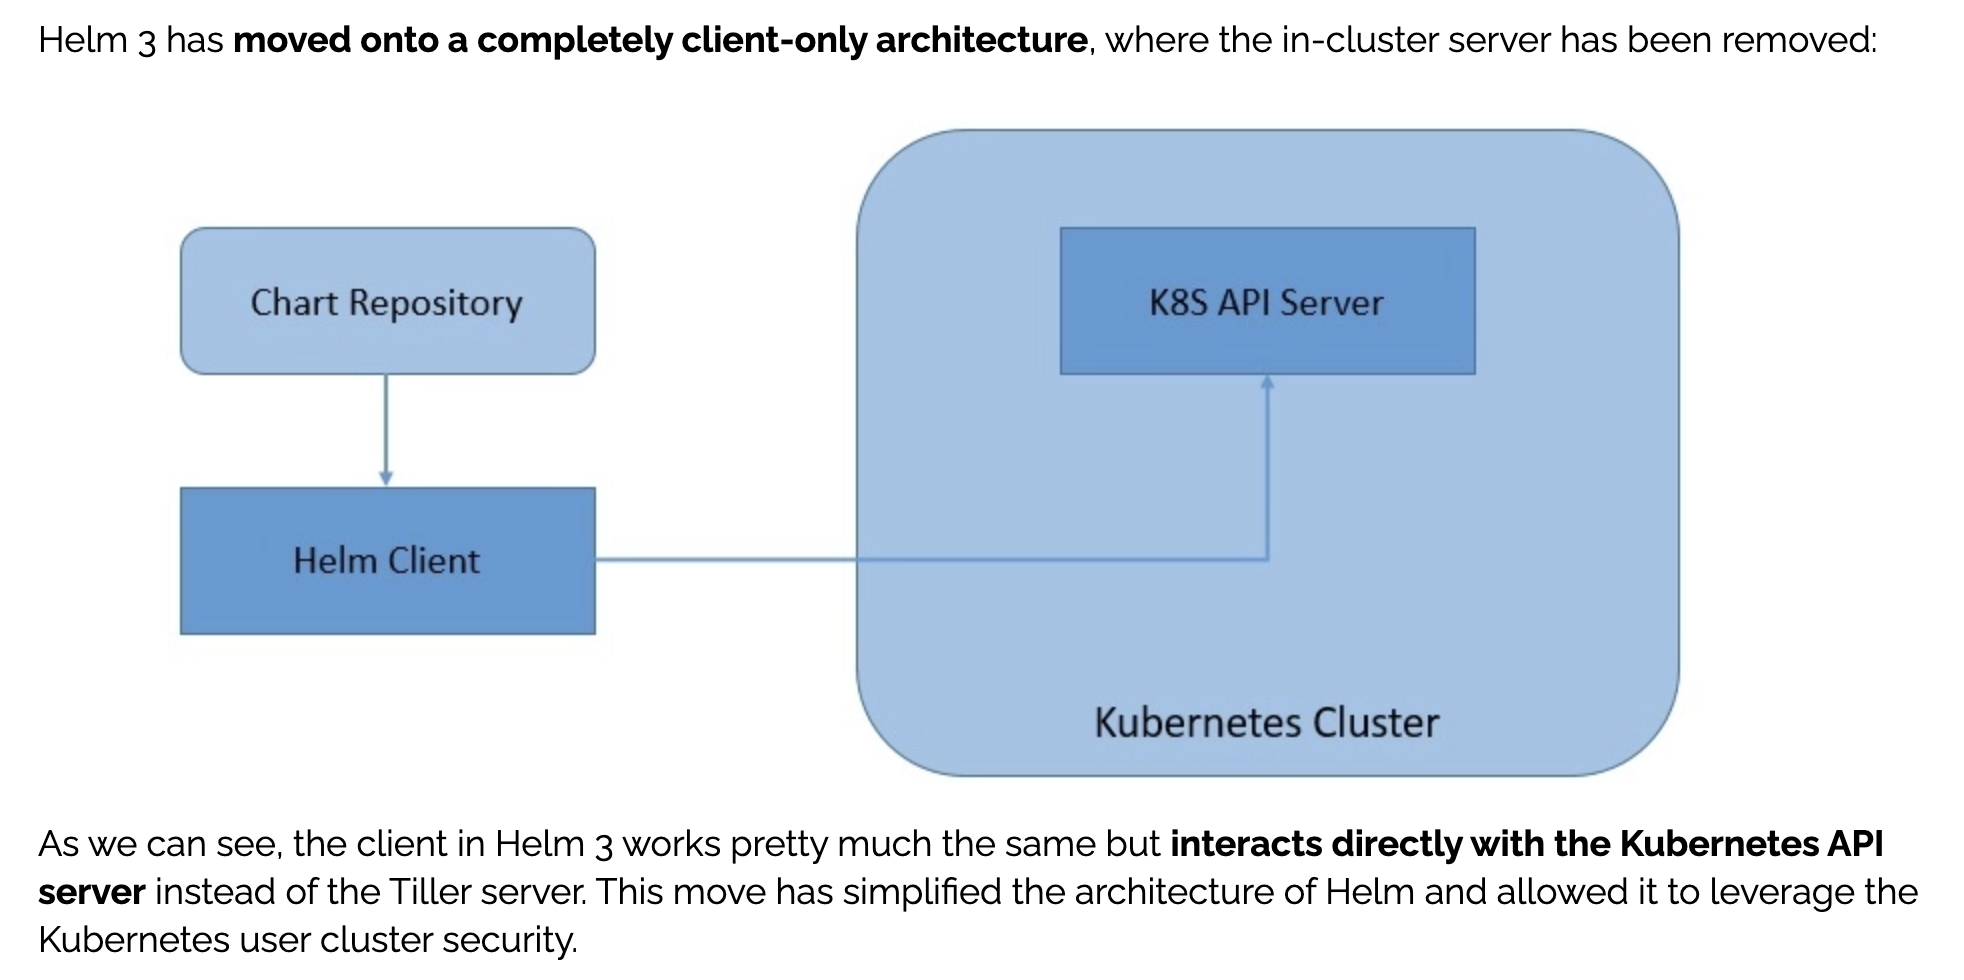 Helm 3 has moved onto a completely client-only architecture, where the in-cluster server has been removed:
Chart Repository
K8S API Server
Helm Client
Kubernetes Cluster
As we can see, the client in Helm 3 works pretty much the same but interacts directly with the Kubernetes API
server instead of the Tiller server. This move has simplified the architecture of Helm and allowed it to leverage the
Kubernetes user cluster security.